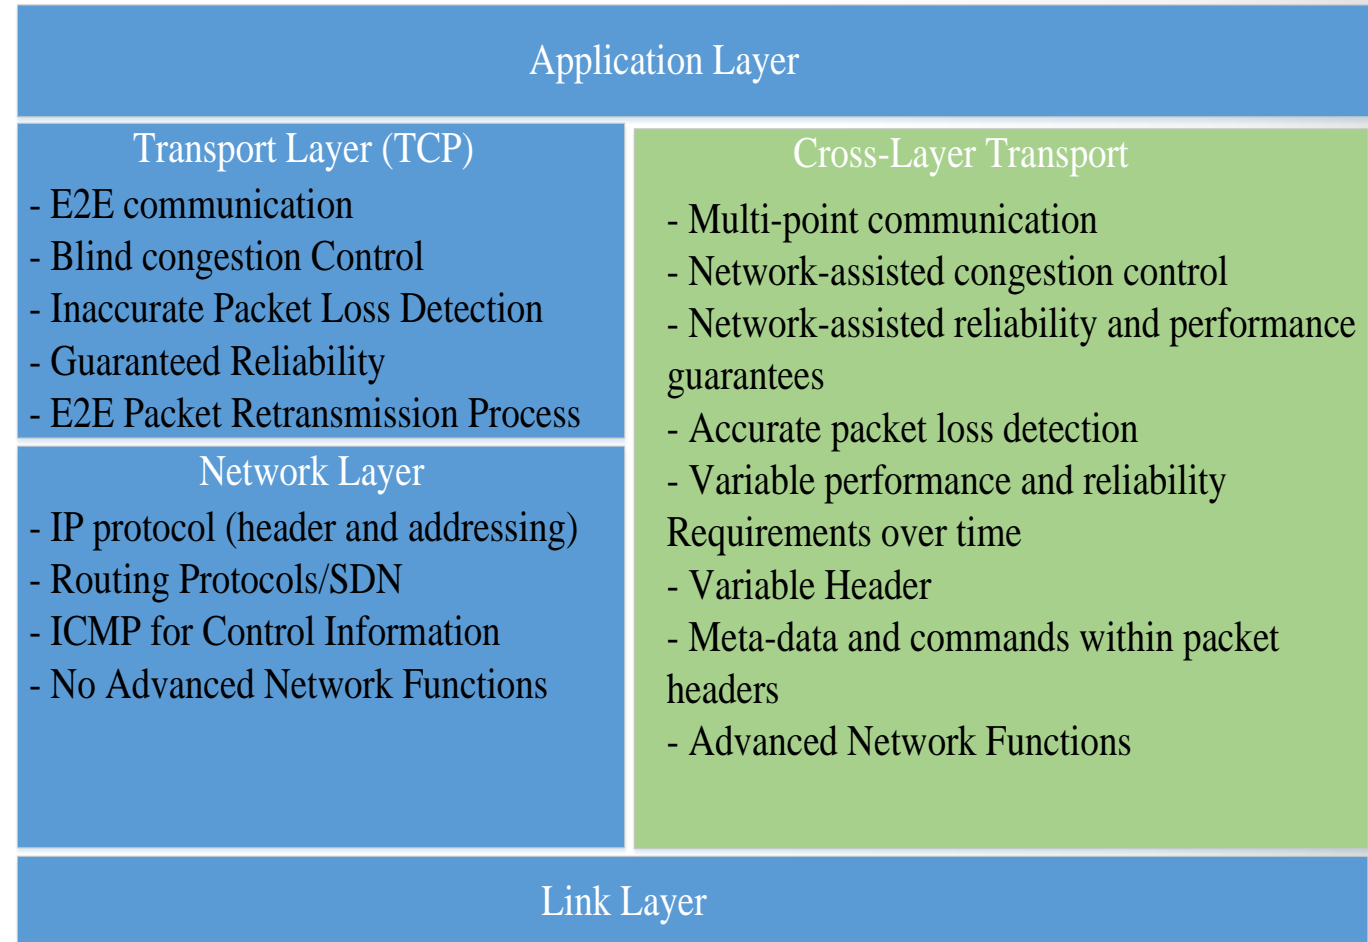 Application Layer
Transport Layer (TCP)
- E2E communication
- Blind congestion Control
- Inaccurate Packet Loss Detection
- Guaranteed Reliability
- E2E Packet Retransmission Process
Network Layer
- IP protocol (header and addressing)
- Routing Protocols/SDN
- ICMP for Control Information
- No Advanced Network Functions
Cross-Layer Transport
- Multi-point communication
- Network-assisted congestion control
- Network-assisted reliability and performance
guarantees
- Accurate packet loss detection
- Variable performance and reliability
Requirements over time
- Variable Header
- Meta-data and commands within packet
headers
- Advanced Network Functions
Link Layer